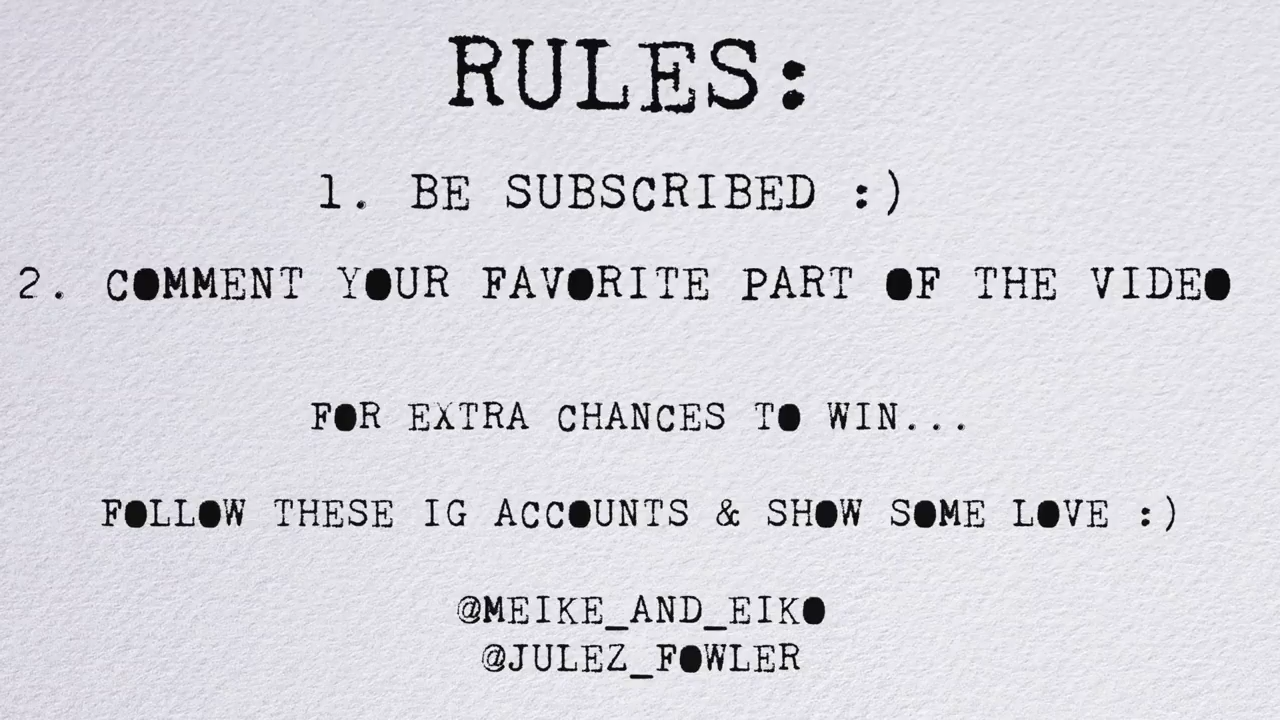 RULES:
1. BE SUBSCRIBED :)
2. COMMENT YOUR FAVORITE PART OF THE VIDEO
FOR EXTRA CHANCES TO WIN...
FOLLOW THESE IG ACCOUNTS & SHOW SOME LOVE :)
@MEIKE_AND_EIKO
@JULEZ_FOWLER